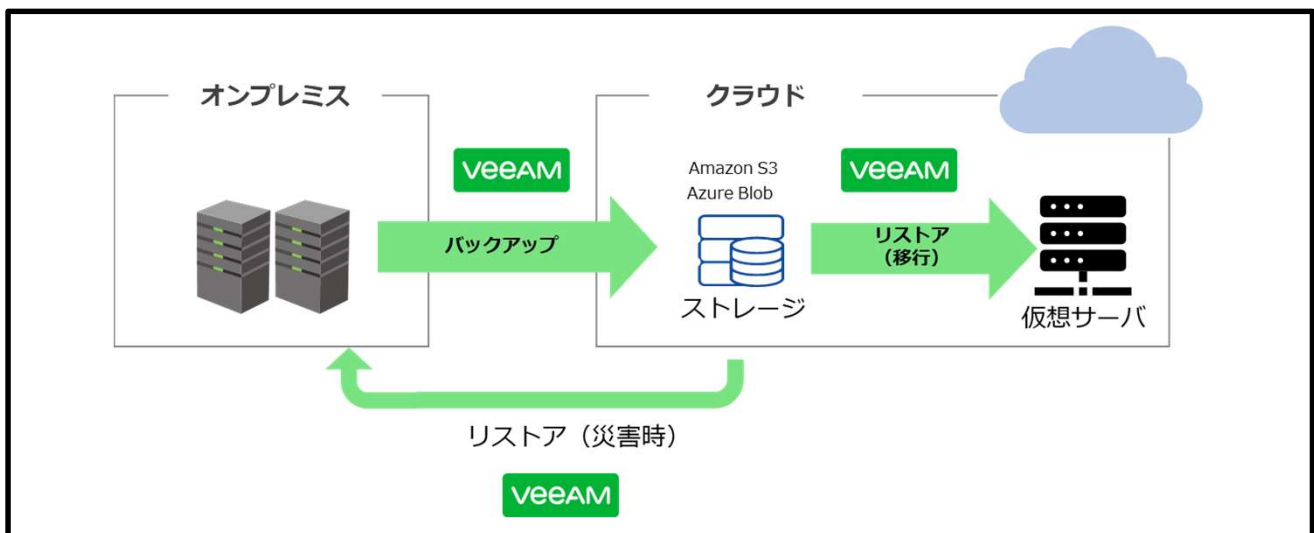 オンプレミス
クラウド
veeAM
バックアップ
Amazon S3
Azure Blob
ストレージ
veeAM
リストア
（移行）
仮想サーバ
リストア（災害時）
veeAM